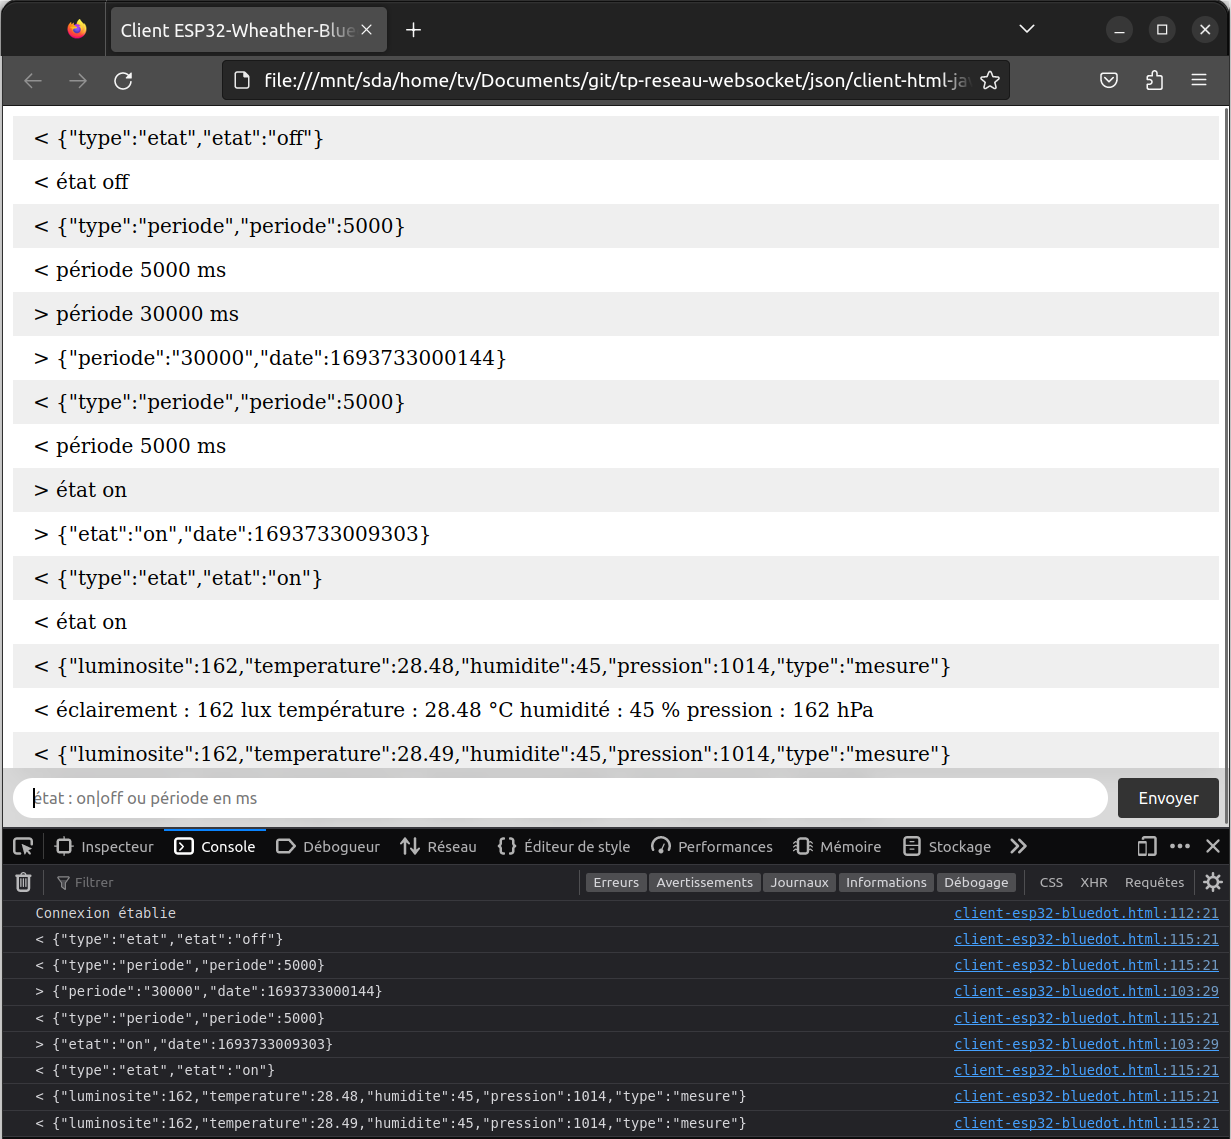 Client ESP32-Wheather-Blue
file:///mnt/sda/home/tv/Documents/git/tp-reseau-websocket/json/client-html-ja
< {"type":"etat","etat":"off"}
< état off
< {"type":"periode","periode":5000}
< période 5000 ms
> période 30000 ms
> {"periode":"30000","date":1693733000144}
< {"type":"periode","periode":5000}
< période 5000 ms
> état on
> {"etat":"on","date":1693733009303}
< {"type":"etat","etat":"on"}
< état on
< {"luminosite":162,"temperature":28.48,"humidite":45,"pression":1014,"type":"mesure"}
< éclairement : 162 lux température : 28.48 °C humidité : 45 % pression : 162 hPa
< {"luminosite":162,"temperature":28.49,"humidite":45,"pression":1014,"type":"mesure"}
état : on|off ou période en ms Envoyer
Inspecteur Console Débogueur Réseau Éditeur de style Performances Mémoire Stockage
Filtrer Erreurs Avertissements Journaux Informations Débogage CSS XHR Requêtes
Connexion établie client-esp32-bluedot.html:112:21
< {"type":"etat","etat":"off"} client-esp32-bluedot.html:115:21
< {"type":"periode","periode":5000} client-esp32-bluedot.html:115:21
> {"periode":"30000","date":1693733000144} client-esp32-bluedot.html:103:29
< {"type":"periode","periode":5000} client-esp32-bluedot.html:115:21
> {"etat":"on","date":1693733009303} client-esp32-bluedot.html:103:29
< {"type":"etat","etat":"on"} client-esp32-bluedot.html:115:21
< {"luminosite":162,"temperature":28.48,"humidite":45,"pression":1014,"type":"mesure"} client-esp32-bluedot.html:115:21
< {"luminosite":162,"temperature":28.49,"humidite":45,"pression":1014,"type":"mesure"} client-esp32-bluedot.html:115:21